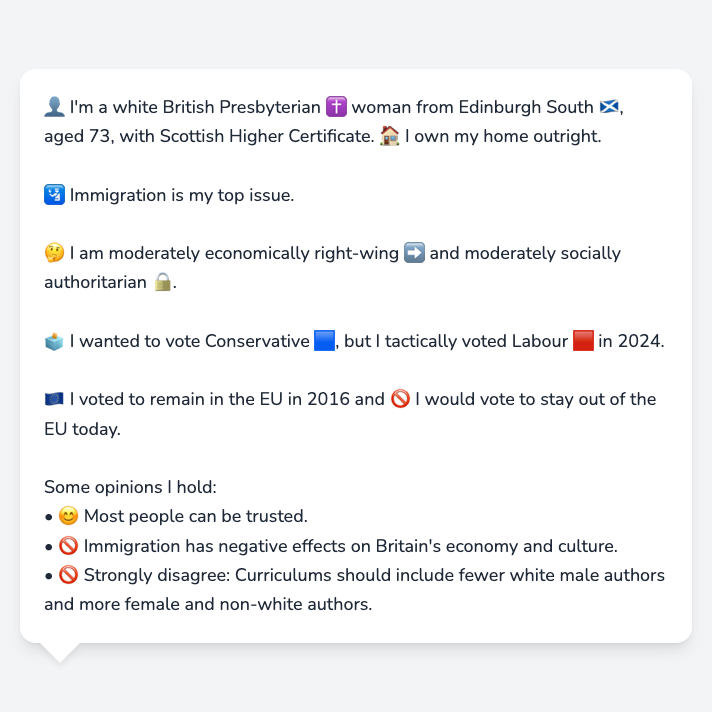 👤 I'm a white British Presbyterian ✝️ woman from Edinburgh South 🏴󠁧󠁢󠁳󠁣󠁴󠁿,
aged 73, with Scottish Higher Certificate. 🏠 I own my home outright.
🛂 Immigration is my top issue.
🤔 I am moderately economically right-wing ➡️ and moderately socially
authoritarian 🔒.
🗳️ I wanted to vote Conservative 🟦, but I tactically voted Labour 🟥 in 2024.
🇪🇺 I voted to remain in the EU in 2016 and 🚫 I would vote to stay out of the
EU today.
Some opinions I hold:
• 😊 Most people can be trusted.
• 🚫 Immigration has negative effects on Britain's economy and culture.
• 🚫 Strongly disagree: Curriculums should include fewer white male authors
and more female and non-white authors.